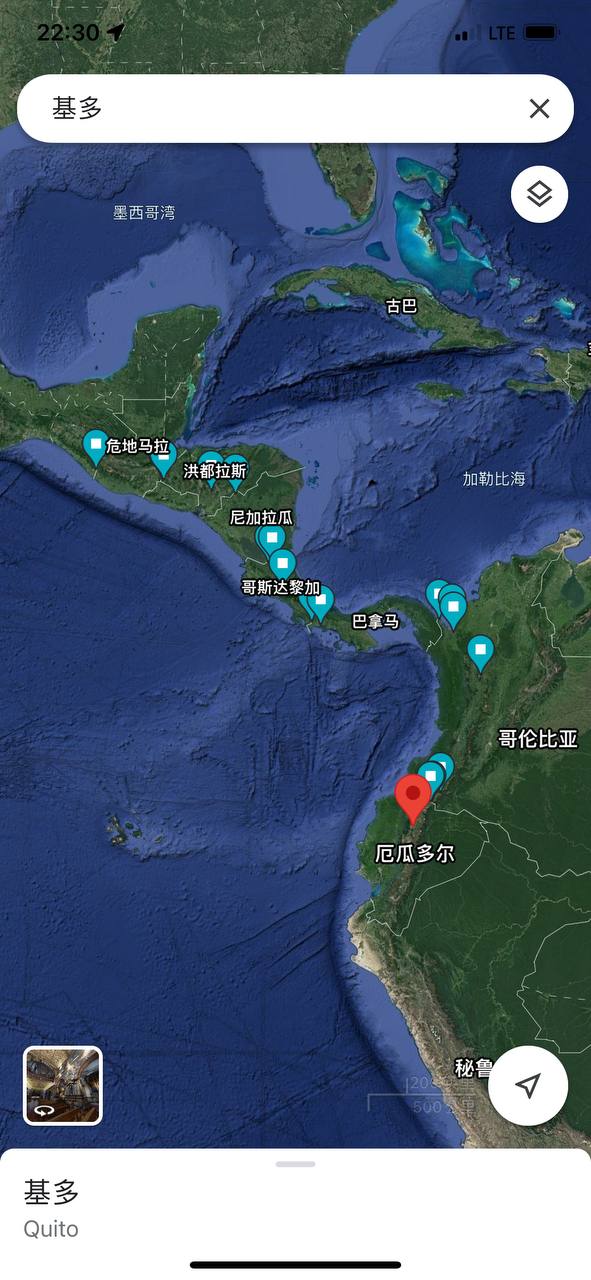 22:30
LTE
基多
墨西哥湾
古巴
危地马拉
洪都拉斯
加勒比海
尼加拉瓜
哥斯达黎加
巴拿马
哥伦比亚
厄瓜多尔
秘鲁
500 公里
基多
Quito